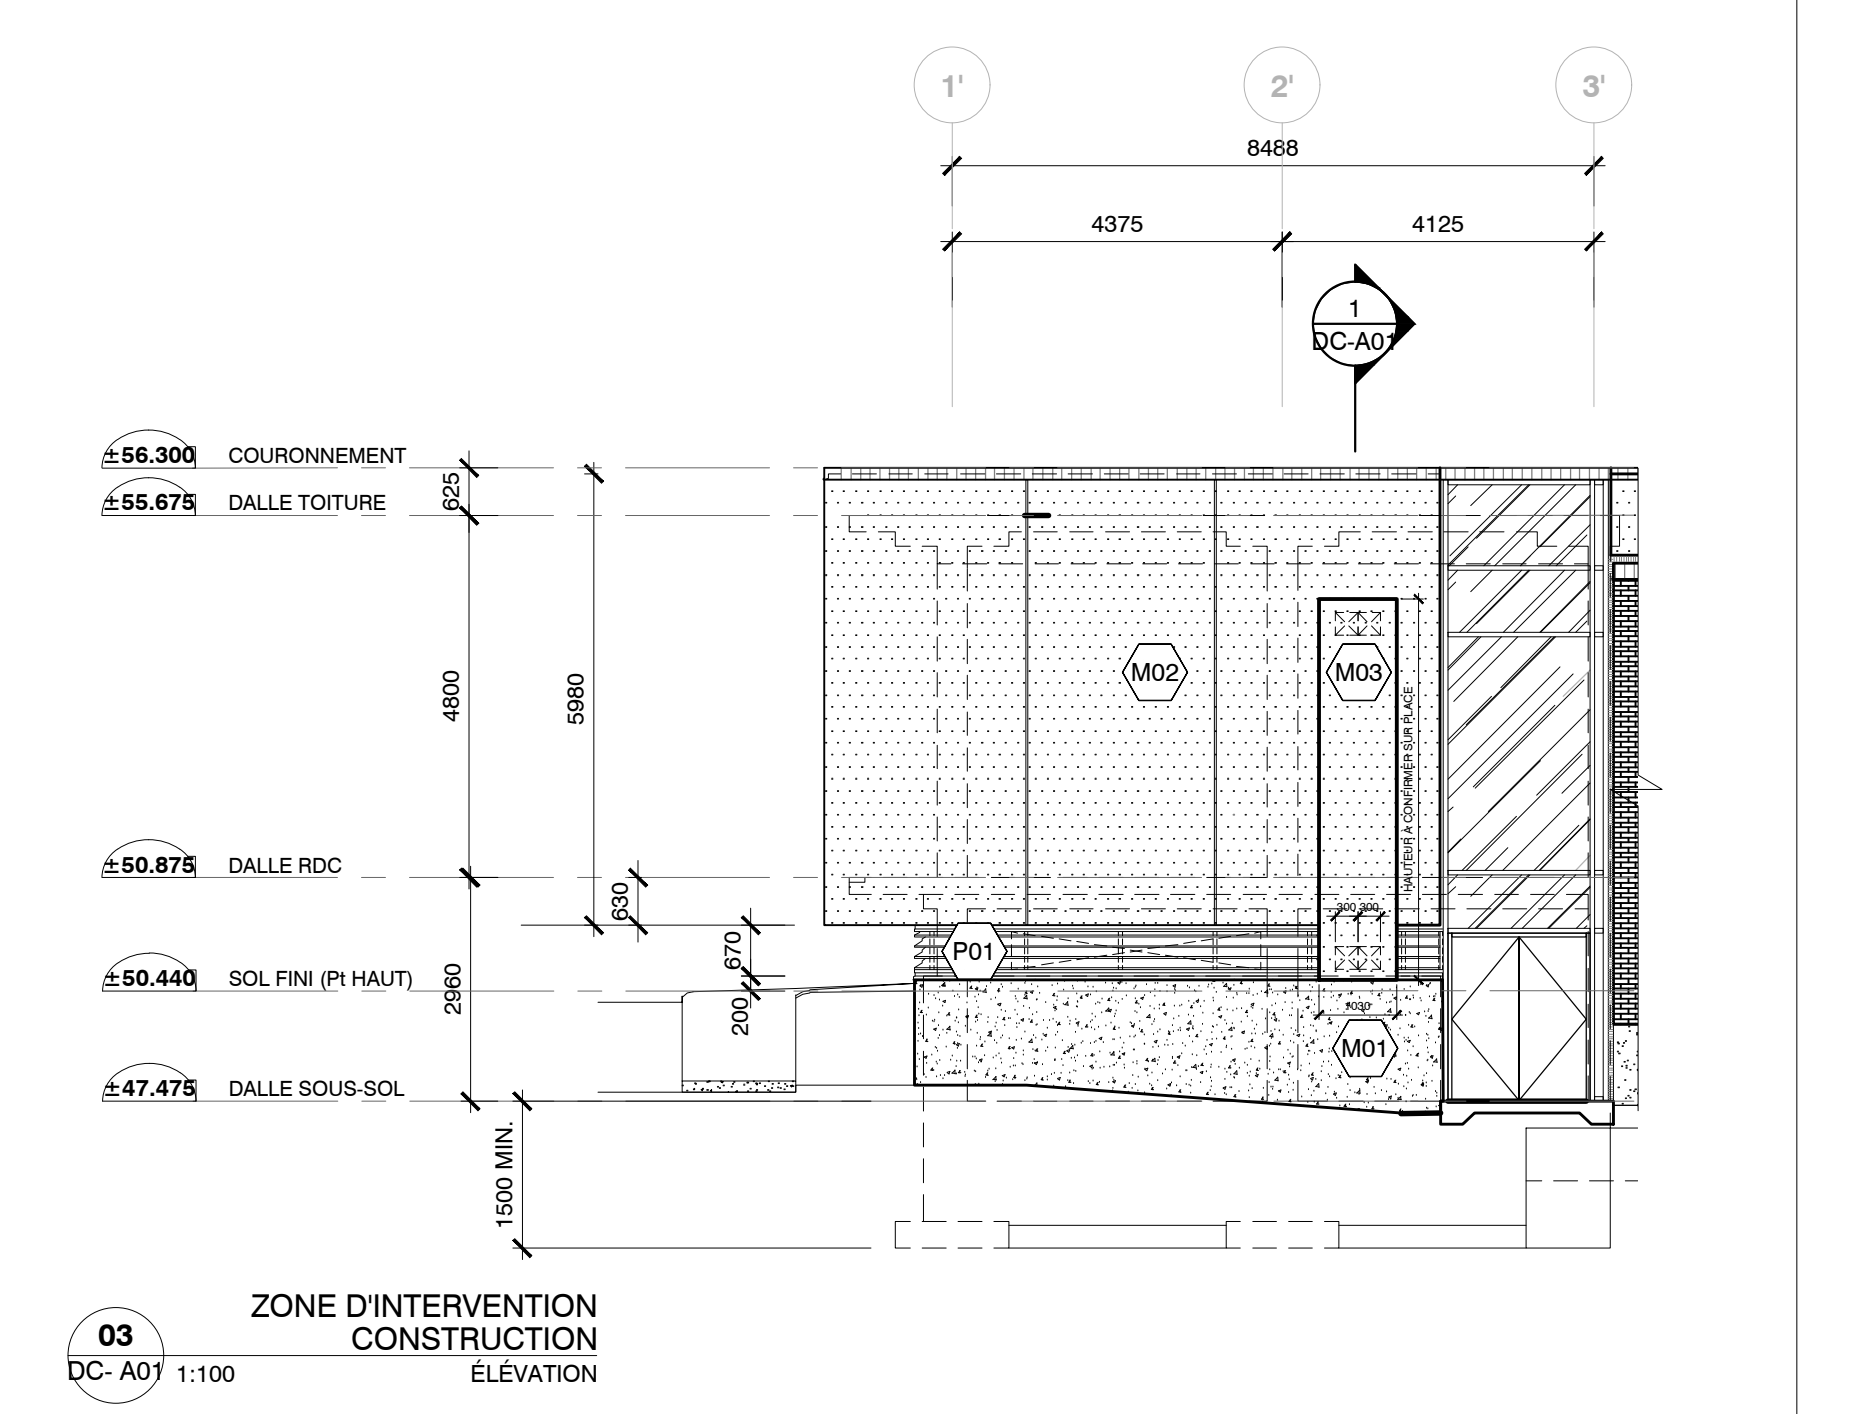 1' 2' 3'
8488
4375 4125
1
DC-A01
±56.300 COURONNEMENT
625
±55.675 DALLE TOITURE
4800
5980
M02 M03
HAUTEUR À CONFIRMER SUR PLACE
±50.875 DALLE RDC
630
300 300
670
P01
±50.440 SOL FINI (Pt HAUT)
2960
200
1030
M01
±47.475 DALLE SOUS-SOL
1500 MIN.
ZONE D'INTERVENTION
CONSTRUCTION
03
DC- A01 1:100 ÉLÉVATION